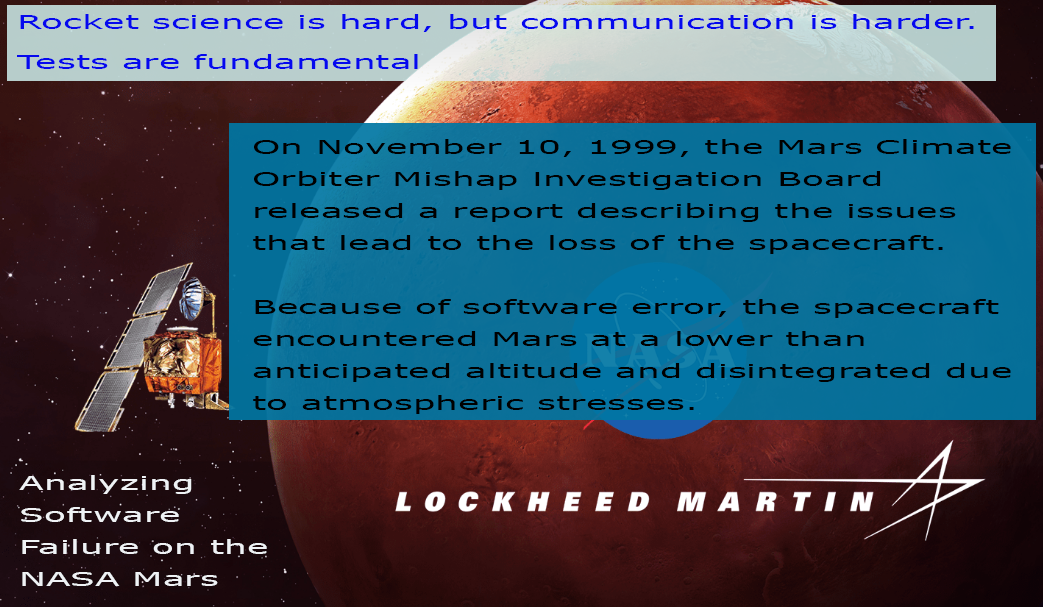 Rocket science is hard, but communication is harder.
Tests are fundamental
On November 10, 1999, the Mars Climate
Orbiter Mishap Investigation Board
released a report describing the issues
that lead to the loss of the spacecraft.
Because of software error, the spacecraft
encountered Mars at a lower than
anticipated altitude and disintegrated due
to atmospheric stresses.
NASA
Analyzing
Software
Failure on the
NASA Mars
LOCKHEED MARTIN